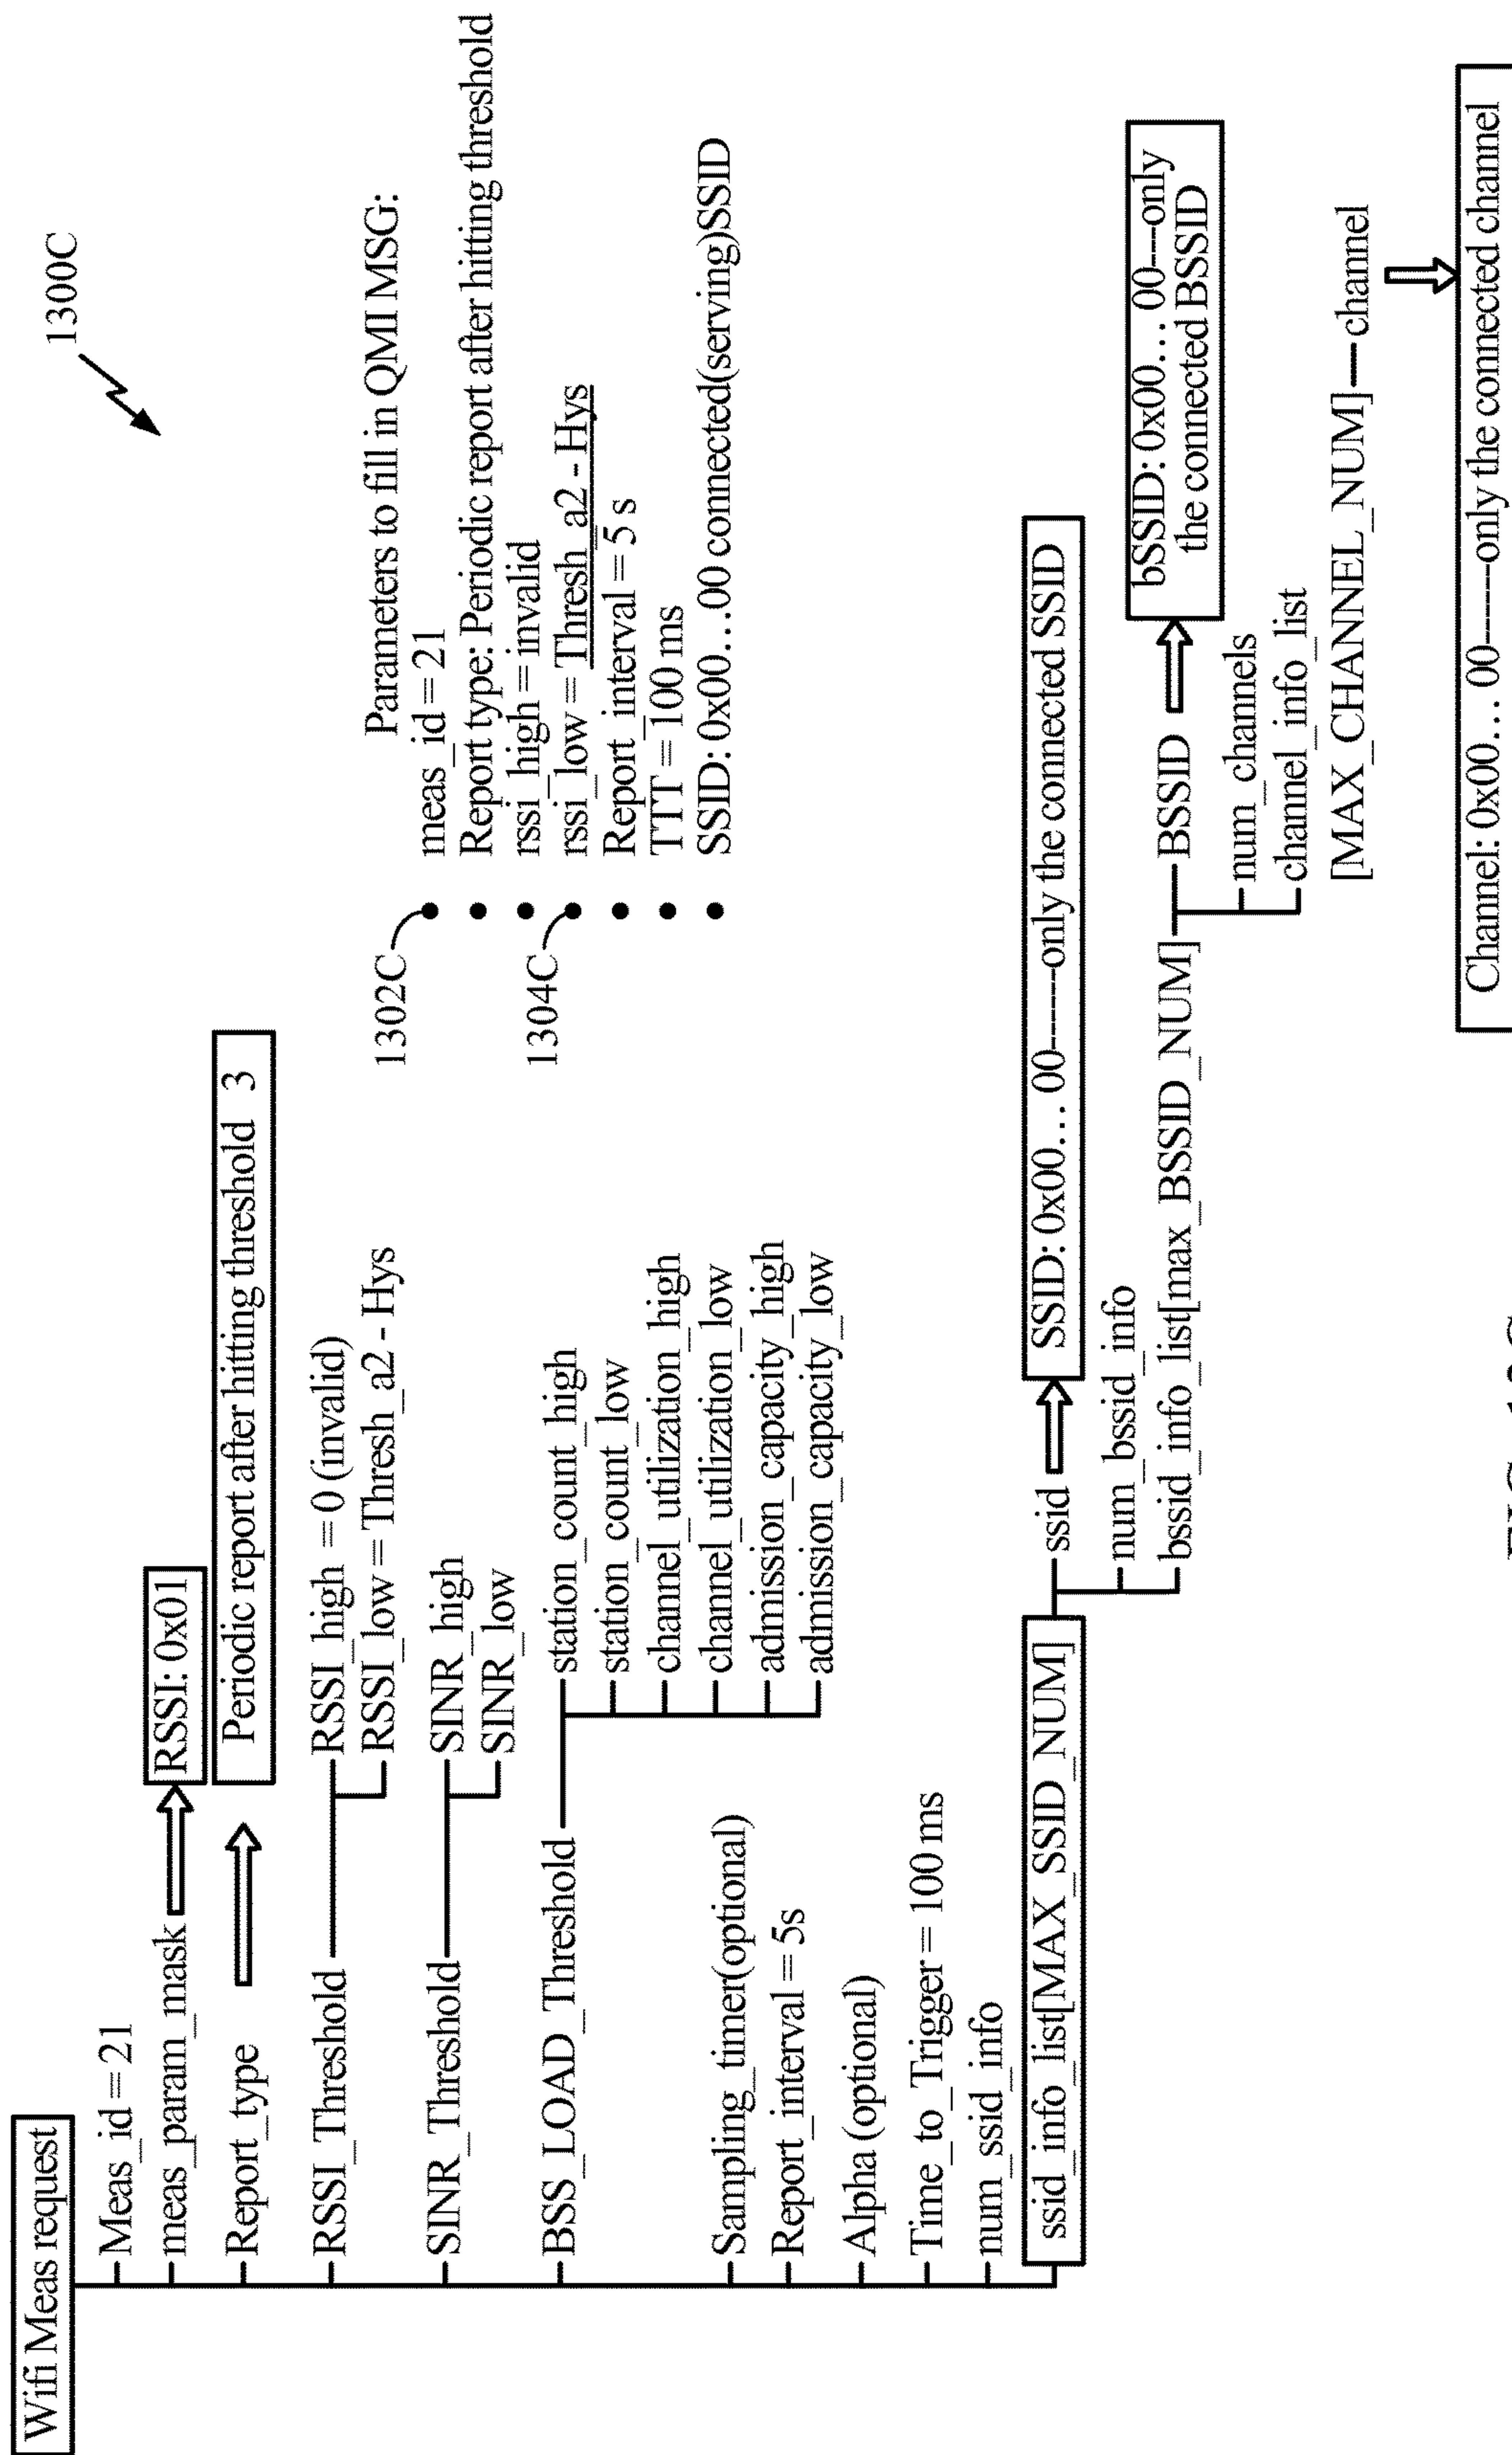 1300C
Wifi Meas request
Meas_id = 21
meas_param_mask
RSSI: 0x01
Report_type
Periodic report after hitting threshold 3
RSSI_Threshold
RSSI_high = 0 (invalid)
RSSI_low = Thresh_a2 - Hys
SINR_Threshold
SINR_high
SINR_low
BSS_LOAD_Threshold
station_count_high
station_count_low
channel_utilization_high
channel_utilization_low
admission_capacity_high
admission_capacity_low
Sampling_timer(optional)
Report_interval = 5s
Alpha (optional)
Time_to_Trigger = 100 ms
num_ssid_info
ssid_info_list[MAX_SSID_NUM]
Parameters to fill in QMI MSG:
1302C
meas_id = 21
Report type: Periodic report after hitting threshold
rssi_high = invalid
1304C
rssi_low = Thresh_a2 - Hys
Report_interval = 5 s
TTT = 100 ms
SSID: 0x00…00 connected(serving)SSID
ssid
SSID: 0x00… 00-------only the connected SSID
num_bssid_info
bssid_info_list[max_BSSID_NUM]
BSSID
bSSID: 0x00… 00---only
the connected BSSID
num_channels
channel_info_list
[MAX_CHANNEL_NUM]
channel
Channel: 0x00… 00-------only the connected channel